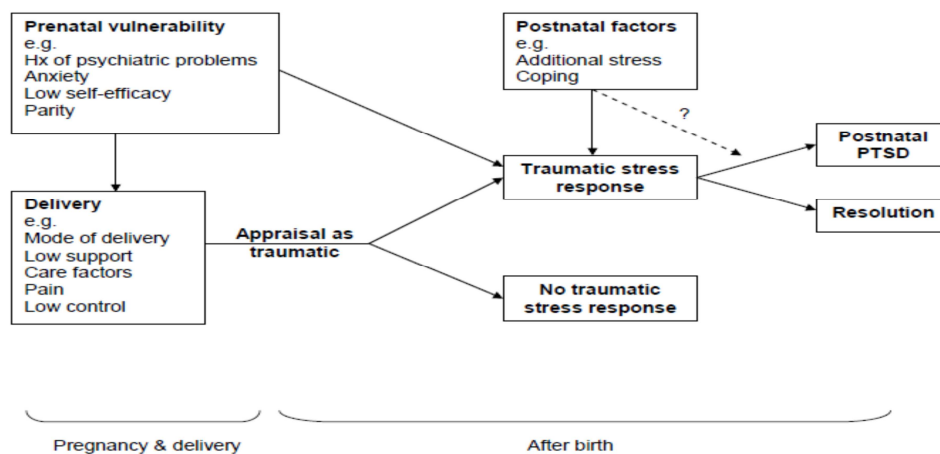 Prenatal vulnerability
e.g.
Hx of psychiatric problems
Anxiety
Low self-efficacy
Parity
Postnatal factors
e.g.
Additional stress
Coping
?
Postnatal
PTSD
Traumatic stress
response
Resolution
Delivery
e.g.
Mode of delivery
Low support
Care factors
Pain
Low control
Appraisal as
traumatic
No traumatic
stress response
Pregnancy & delivery
After birth